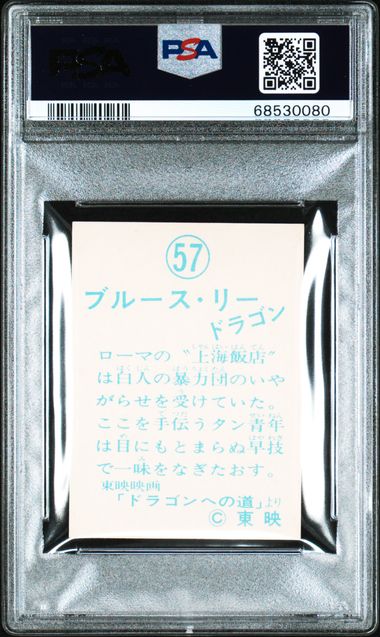 PSA
PSA
68530080
57
ブルース・リー
ドラゴン
ローマの〝上海飯店〟
は白人の暴力団のいや
がらせを受けていた。
ここを手伝うタン青年
は目にもとまらぬ早技
で一味をなぎたおす。
東映映画
「ドラゴンへの道」より
© 東映